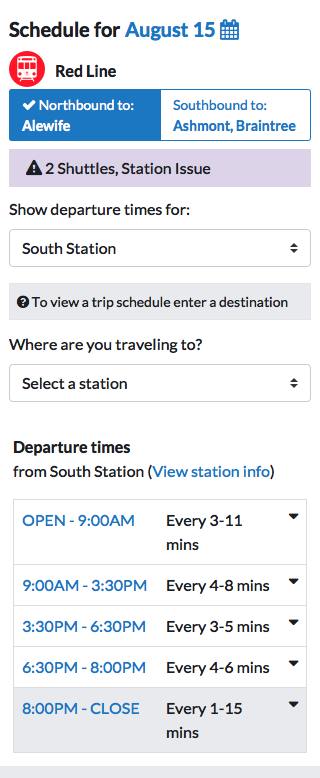 Schedule for August 15
Red Line
Northbound to:
Alewife
Southbound to:
Ashmont, Braintree
2 Shuttles, Station Issue
Show departure times for:
South Station
To view a trip schedule enter a destination
Where are you traveling to?
Select a station
Departure times
from South Station (View station info)
OPEN - 9:00AM Every 3-11
mins
9:00AM - 3:30PM Every 4-8 mins
3:30PM - 6:30PM Every 3-5 mins
6:30PM - 8:00PM Every 4-6 mins
8:00PM - CLOSE Every 1-15
mins